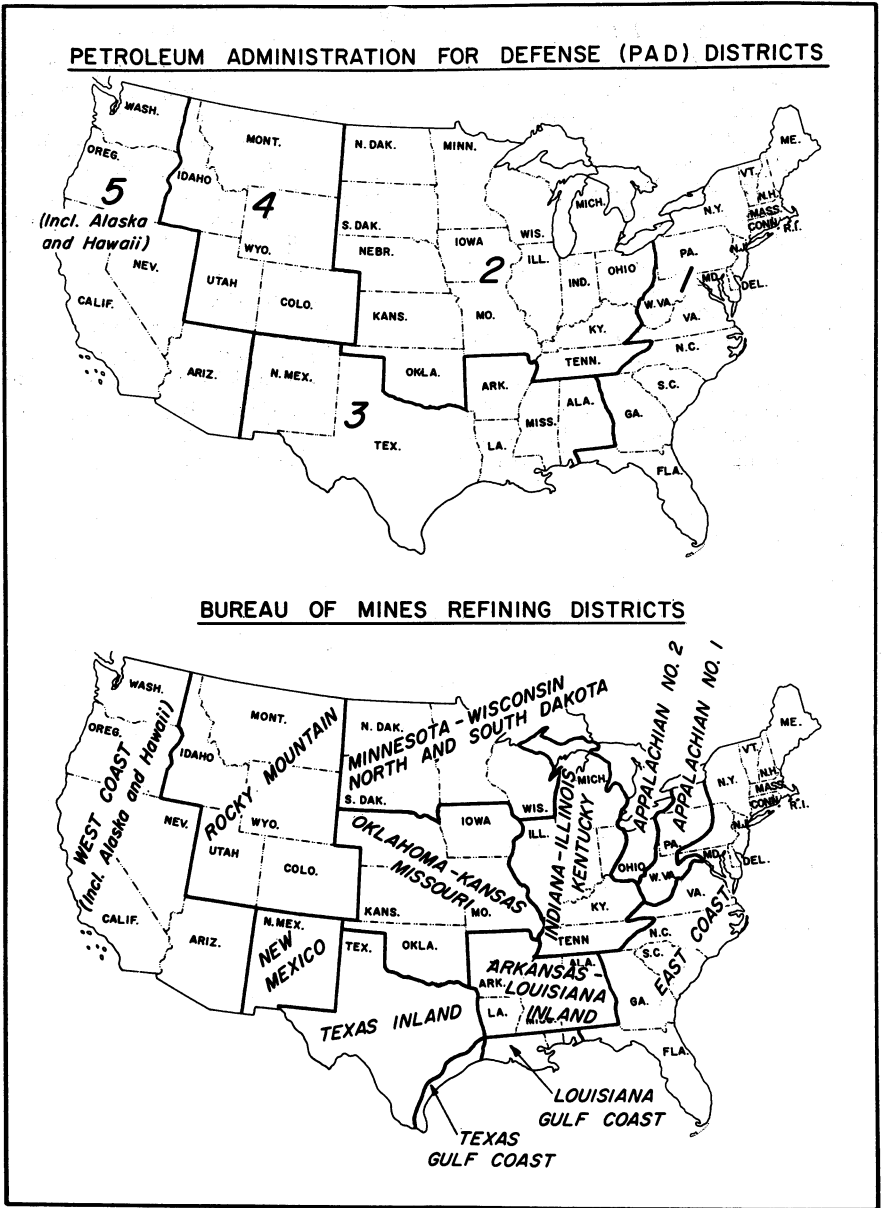 PETROLEUM ADMINISTRATION FOR DEFENSE (PAD) DISTRICTS
WASH.
OREG.
5
(Incl. Alaska
and Hawaii)
CALIF.
NEV.
IDAHO
MONT.
4
WYO.
UTAH
COLO.
ARIZ.
N.MEX.
3
TEX.
N. DAK.
S. DAK.
NEBR.
KANS.
OKLA.
MINN.
IOWA
2
MO.
ARK.
LA.
WIS.
ILL.
MICH.
IND.
OHIO
KY.
TENN.
MISS.
ALA.
ME.
VT.
N.H.
MASS.
CONN.
R.I.
N.Y.
PA.
N.J.
1
MD.
DEL.
W.VA.
VA.
N.C.
S.C.
GA.
FLA.
BUREAU OF MINES REFINING DISTRICTS
WASH.
OREG.
WEST COAST
(Incl. Alaska and Hawaii)
CALIF.
NEV.
IDAHO
MONT.
ROCKY MOUNTAIN
WYO.
UTAH
COLO.
ARIZ.
N.MEX.
NEW
MEXICO
N. DAK.
MINNESOTA - WISCONSIN
NORTH AND SOUTH DAKOTA
S. DAK.
IOWA
OKLAHOMA - KANSAS
MISSOURI
KANS.
MO.
TEX.
OKLA.
TEXAS INLAND
WIS.
ILL.
MICH.
INDIANA - ILLINOIS
KENTUCKY
KY.
TENN
APPALACHIAN NO. 2
OHIO
APPALACHIAN NO. 1
PA.
W.VA.
ME.
VT.
N.H.
MASS.
CONN.
R.I.
N.Y.
N.J.
MD.
DEL.
VA.
N.C.
S.C.
EAST COAST
GA.
FLA.
ALA.
ARKANSAS -
LOUISIANA
INLAND
ARK.
LA.
MISS.
LOUISIANA
GULF COAST
TEXAS
GULF COAST